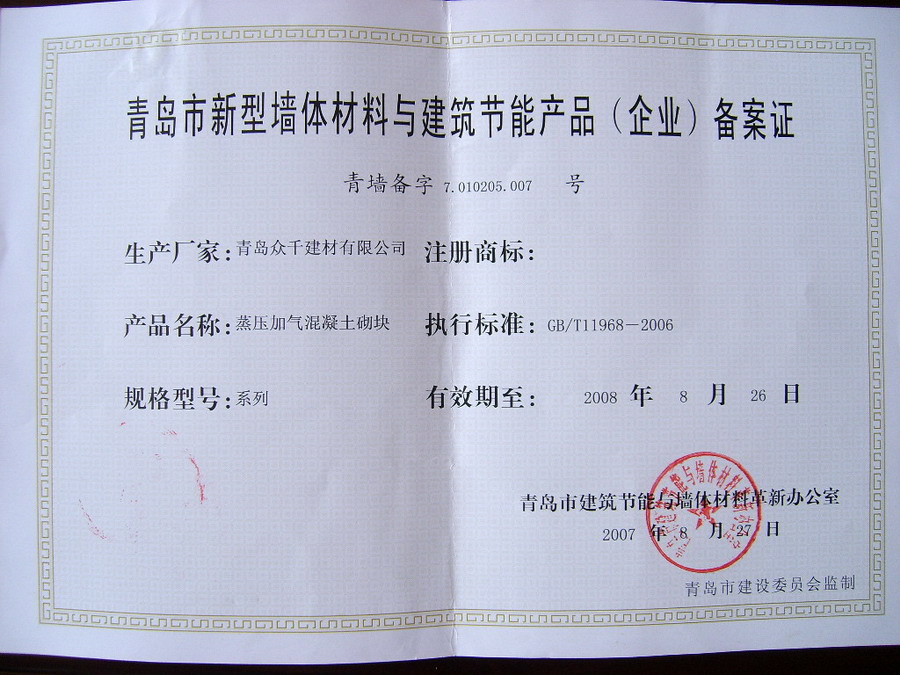 青岛市新型墙体材料与建筑节能产品（企业）备案证
青墙备字 7.010205.007 号
生产厂家：青岛众千建材有限公司 注册商标：
产品名称：蒸压加气混凝土砌块 执行标准：GB/T11968－2006
规格型号：系列 有效期至： 2008 年 8 月 26 日
青岛市建筑节能与墙体材料革新办公室
2007 年 8 月 27 日
青岛市建设委员会监制